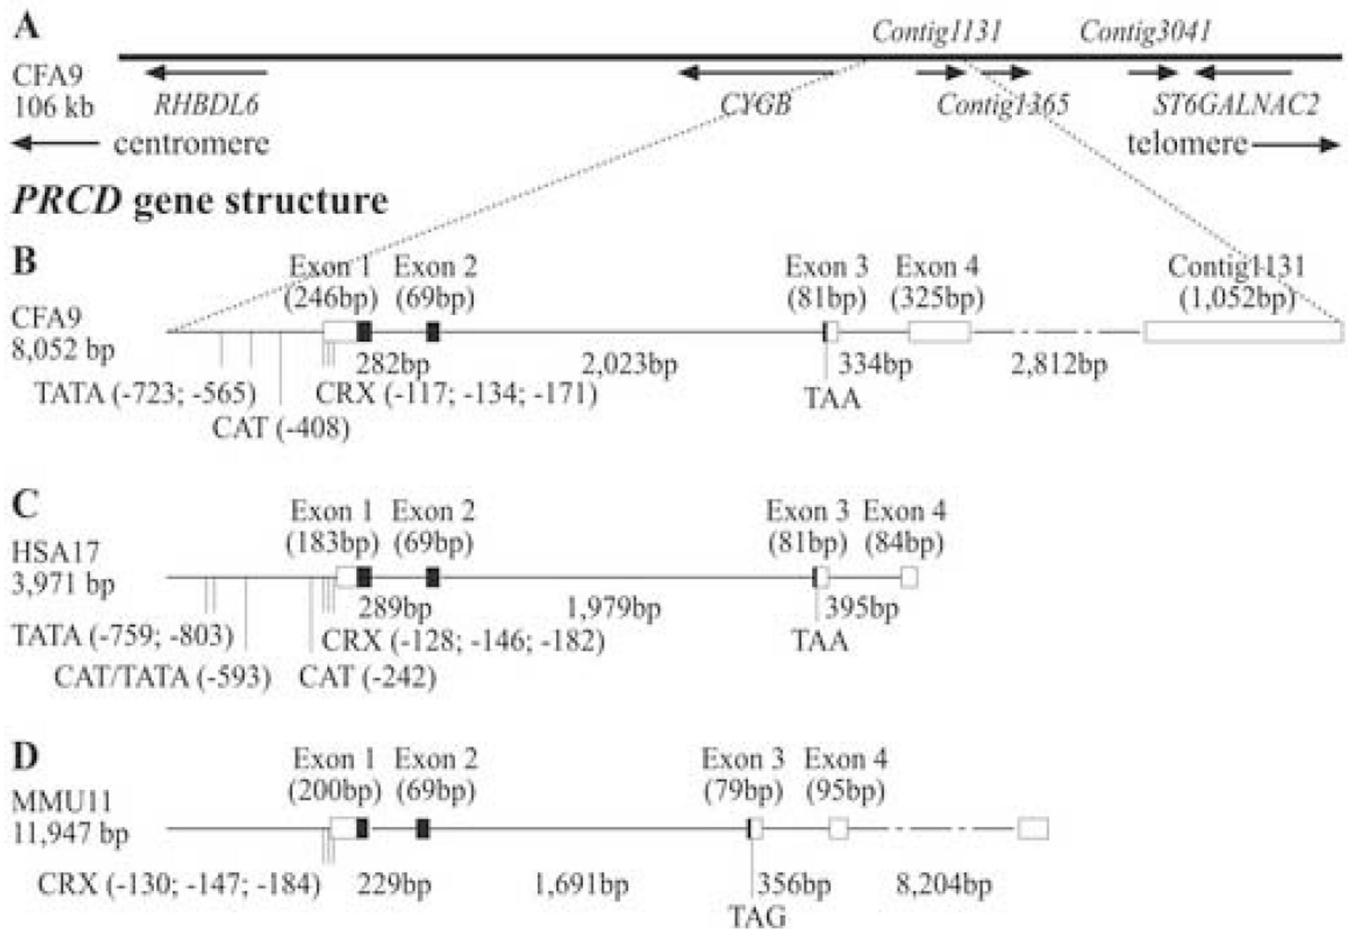 A
Contig1131 Contig3041
CFA9
106 kb
RHBDL6 CYGB Contig1365 ST6GALNAC2
centromere telomere
PRCD gene structure
B
Exon 1 Exon 2 Exon 3 Exon 4 Contig1131
(246bp) (69bp) (81bp) (325bp) (1,052bp)
CFA9
8,052 bp
282bp 2,023bp 334bp 2,812bp
TATA (-723; -565) CRX (-117; -134; -171) TAA
CAT (-408)
C
Exon 1 Exon 2 Exon 3 Exon 4
(183bp) (69bp) (81bp) (84bp)
HSA17
3,971 bp
289bp 1,979bp 395bp
TATA (-759; -803) CRX (-128; -146; -182) TAA
CAT/TATA (-593) CAT (-242)
D
Exon 1 Exon 2 Exon 3 Exon 4
(200bp) (69bp) (79bp) (95bp)
MMU11
11,947 bp
CRX (-130; -147; -184) 229bp 1,691bp 356bp 8,204bp
TAG